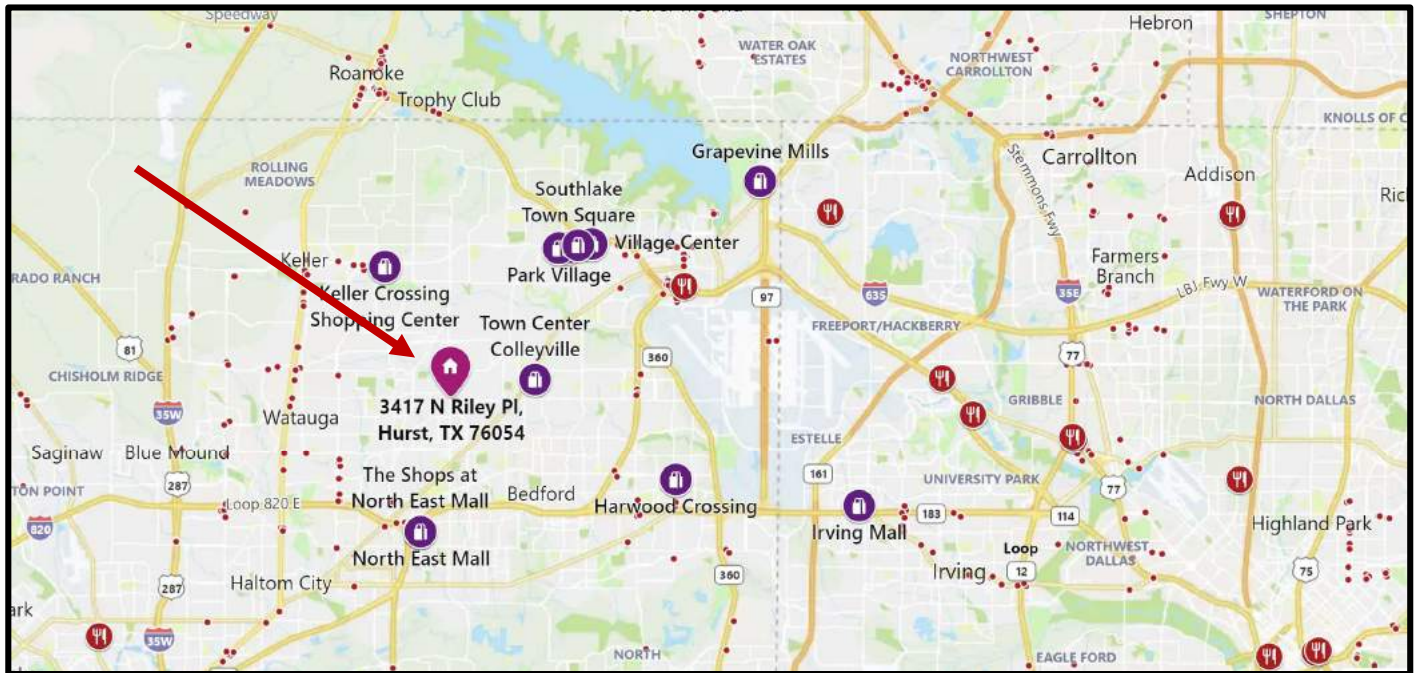 Speedway
Hebron
SHEPTON
WATER OAK
ESTATES
NORTHWEST
CARROLLTON
Roanoke
Trophy Club
KNOLLS OF
Grapevine Mills
Carrollton
Stemmons Fwy
Addison
ROLLING
MEADOWS
Southlake
Town Square
Ric
Village Center
Park Village
Keller
Keller Crossing
Shopping Center
Farmers
Branch
RADO RANCH
97
635
35E
LBJ Fwy W
WATERFORD ON
THE PARK
Town Center
Colleyville
FREEPORT/HACKBERRY
81
360
77
CHISHOLM RIDGE
3417 N Riley Pl,
Hurst, TX 76054
35W
Watauga
GRIBBLE
NORTH DALLAS
Saginaw
Blue Mound
ESTELLE
The Shops at
North East Mall
161
UNIVERSITY PARK
TON POINT
287
Bedford
77
Loop 820 E
Harwood Crossing
Irving Mall
183
114
Highland Park
820
North East Mall
Loop
12
NORTHWEST
DALLAS
Haltom City
287
360
Irving
75
ark
35W
NORTH
EAGLE FORD